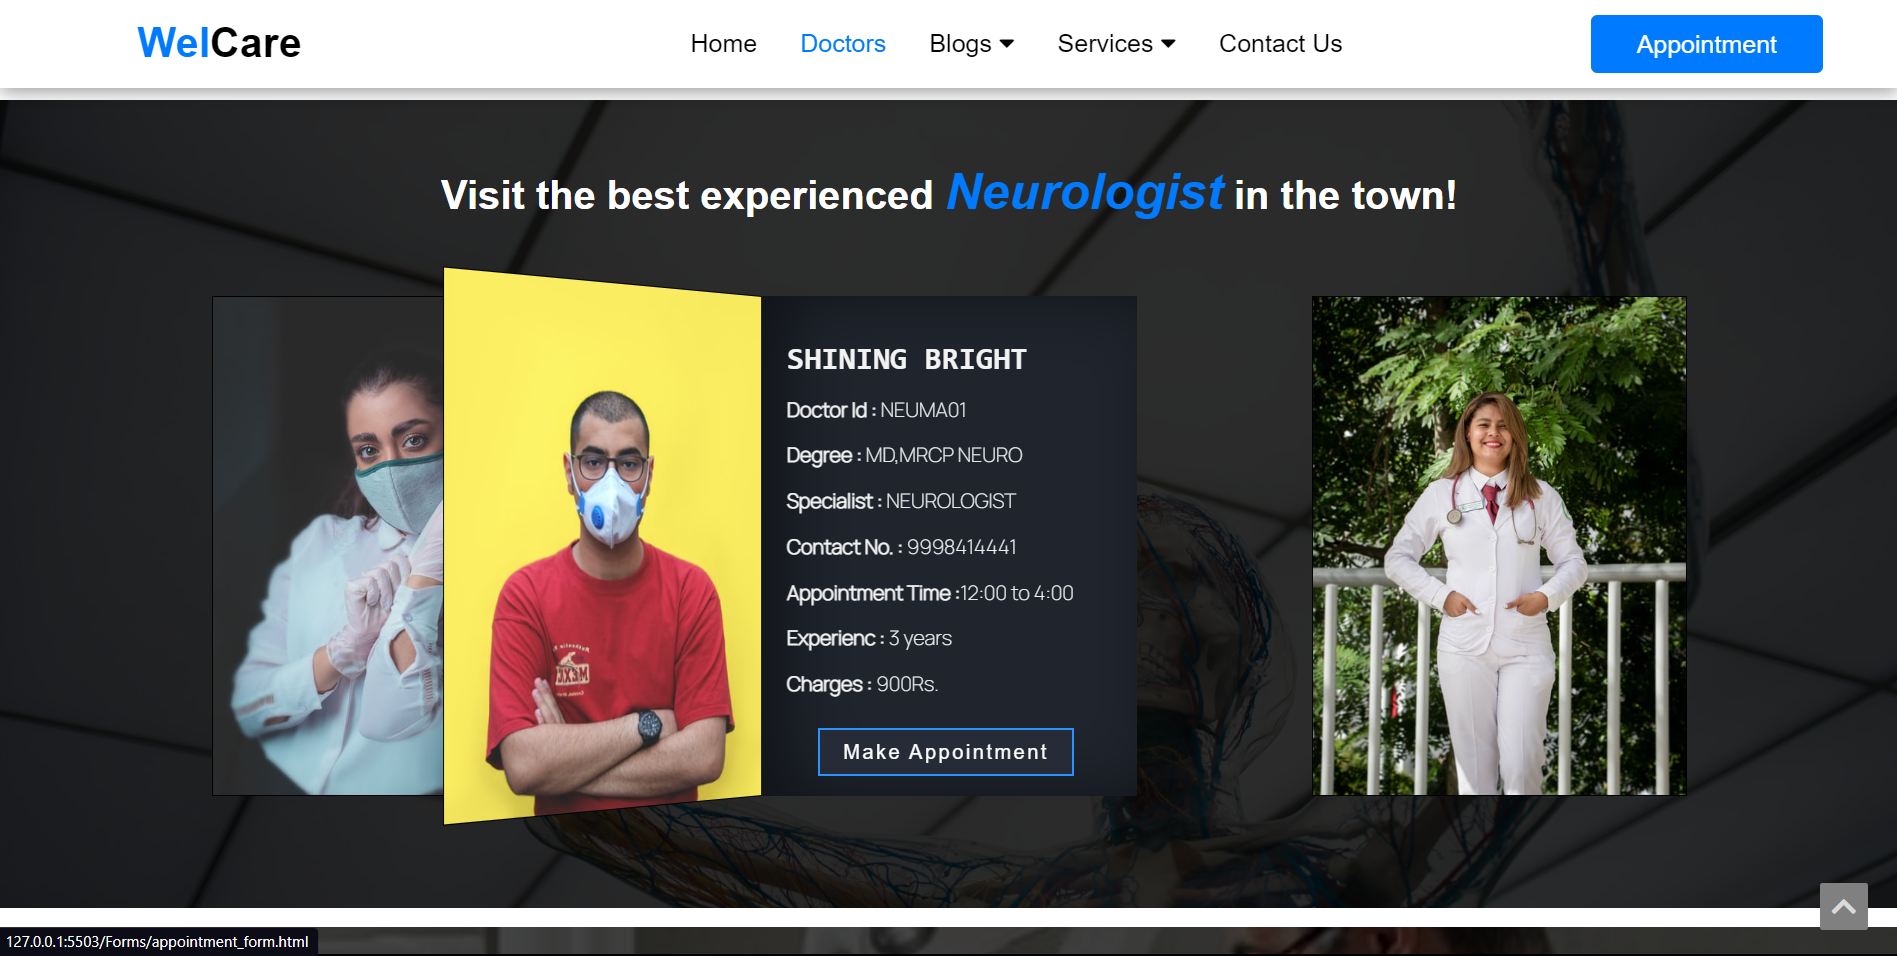 WelCare
Home Doctors Blogs Services Contact Us
Appointment
Visit the best experienced Neurologist in the town!
SHINING BRIGHT
Doctor Id : NEUMA01
Degree : MD,MRCP NEURO
Specialist : NEUROLOGIST
Contact No. : 9998414441
Appointment Time :12:00 to 4:00
Experienc : 3 years
Charges : 900Rs.
Make Appointment
127.0.0.1:5503/Forms/appointment_form.html